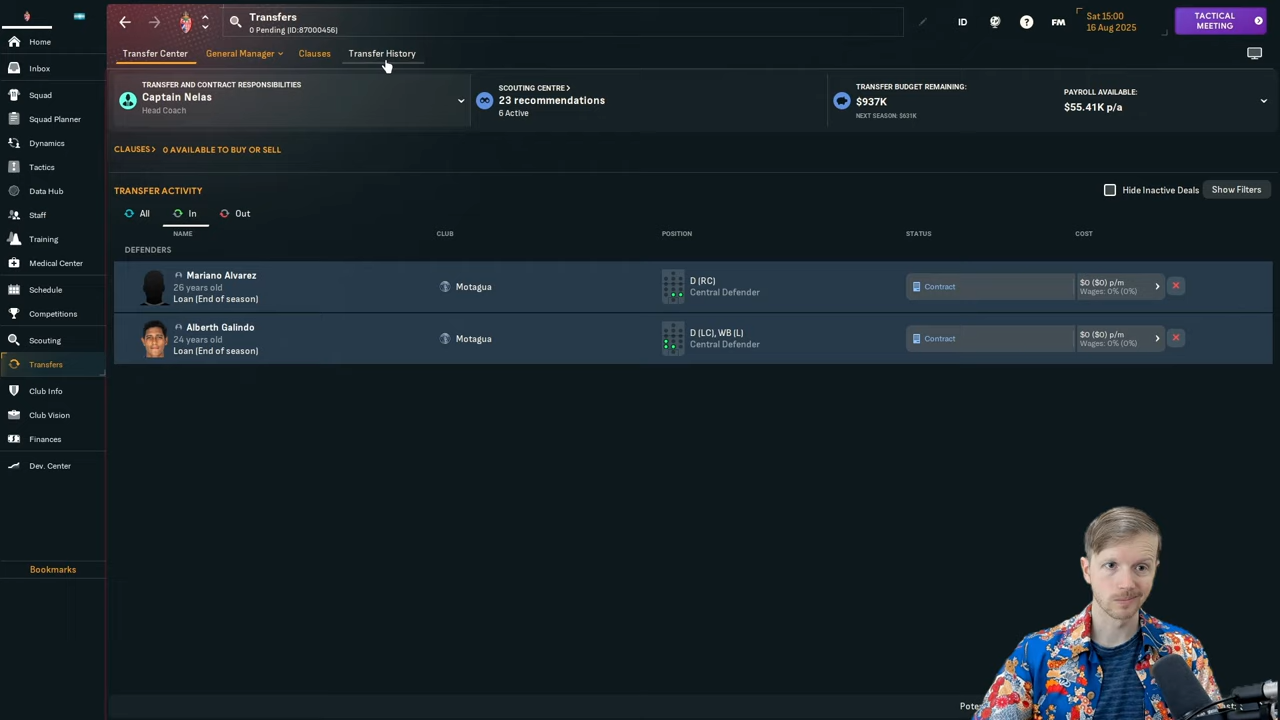 Transfers
0 Pending (ID:87000456)
ID
FM
Sat 15:00
16 Aug 2025
TACTICAL
MEETING
Home
Inbox
Squad
Squad Planner
Dynamics
Tactics
Data Hub
Staff
Training
Medical Center
Schedule
Competitions
Scouting
Transfers
Club Info
Club Vision
Finances
Dev. Center
Bookmarks
Transfer Center
General Manager
Clauses
Transfer History
TRANSFER AND CONTRACT RESPONSIBILITIES
Captain Nelas
Head Coach
SCOUTING CENTRE >
23 recommendations
6 Active
TRANSFER BUDGET REMAINING:
$937K
NEXT SEASON: $631K
PAYROLL AVAILABLE:
$55.41K p/a
CLAUSES > 0 AVAILABLE TO BUY OR SELL
TRANSFER ACTIVITY
Hide Inactive Deals
Show Filters
All
In
Out
NAME
CLUB
POSITION
STATUS
COST
DEFENDERS
Mariano Alvarez
26 years old
Loan (End of season)
Motagua
D (RC)
Central Defender
Contract
$0 ($0) p/m
Wages: 0% (0%)
Alberth Galindo
24 years old
Loan (End of season)
Motagua
D (LC), WB (L)
Central Defender
Contract
$0 ($0) p/m
Wages: 0% (0%)